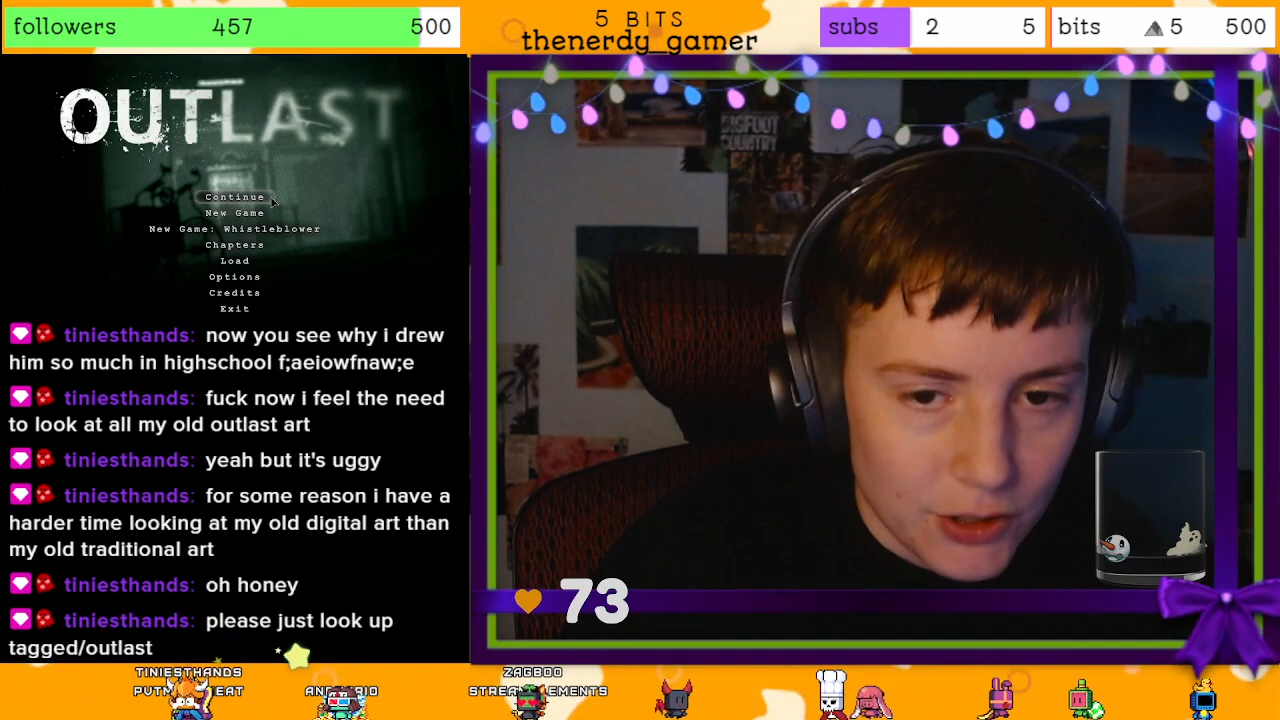 followers 457 500
5 BITS
thenerdy_gamer
subs 2 5
bits 5 500
OUTLAST
Continue
New Game
New Game: Whistleblower
Chapters
Load
Options
Credits
Exit
BIGFOOT
COUNTRY
tiniesthands: now you see why i drew
him so much in highschool f;aeiowfnaw;e
tiniesthands: fuck now i feel the need
to look at all my old outlast art
tiniesthands: yeah but it's uggy
tiniesthands: for some reason i have a
harder time looking at my old digital art than
my old traditional art
tiniesthands: oh honey
tiniesthands: please just look up
tagged/outlast
73
TINIESTHANDS
ZAGBOO